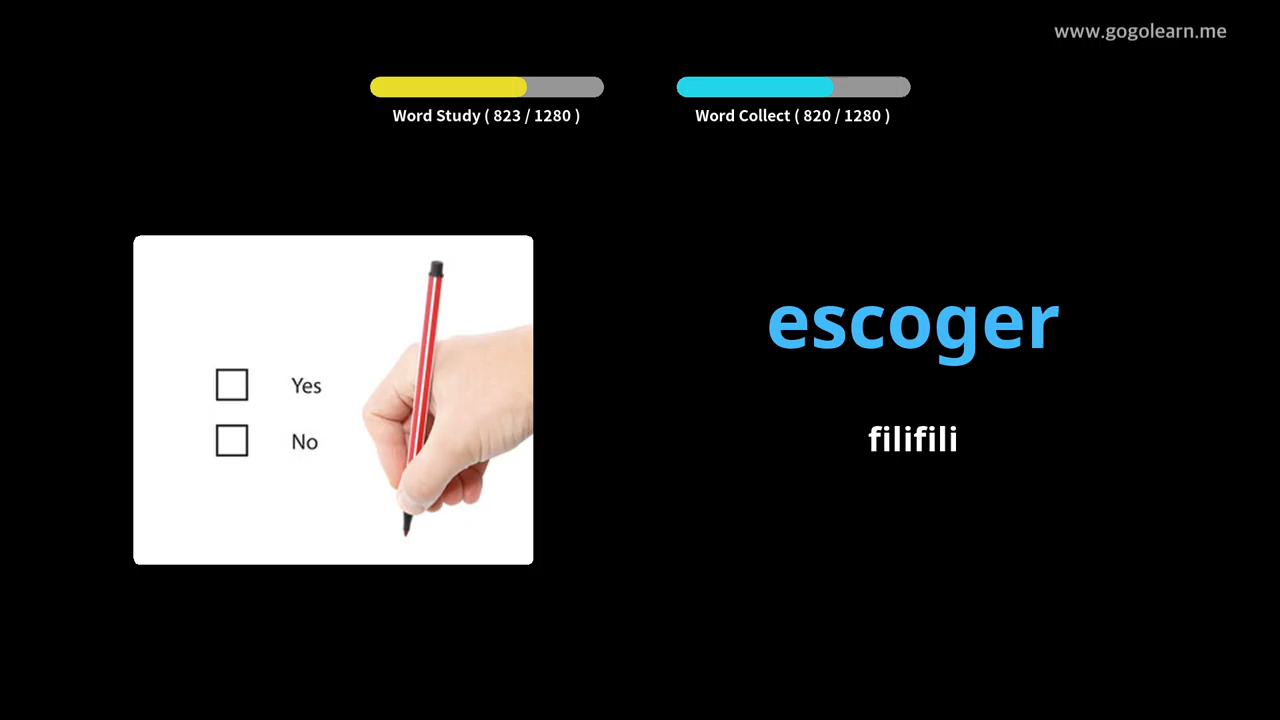 www.gogolearn.me
Word Study ( 823 / 1280 )
Word Collect ( 820 / 1280 )
Yes
No
escoger
filifili